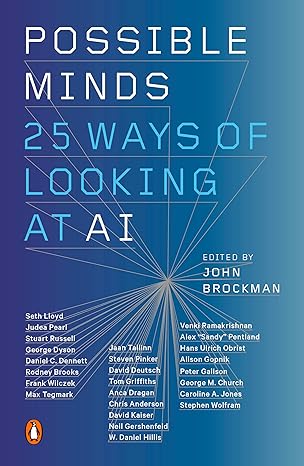 POSSIBLE
MINDS
25 WAYS OF
LOOKING
AT AI
EDITED BY
JOHN
BROCKMAN
Seth Lloyd
Judea Pearl
Stuart Russell
George Dyson
Daniel C. Dennett
Rodney Brooks
Frank Wilczek
Max Tegmark
Jaan Tallinn
Steven Pinker
David Deutsch
Tom Griffiths
Anca Dragan
Chris Anderson
David Kaiser
Neil Gershenfeld
W. Daniel Hillis
Venki Ramakrishnan
Alex “Sandy” Pentland
Hans Ulrich Obrist
Alison Gopnik
Peter Galison
George M. Church
Caroline A. Jones
Stephen Wolfram